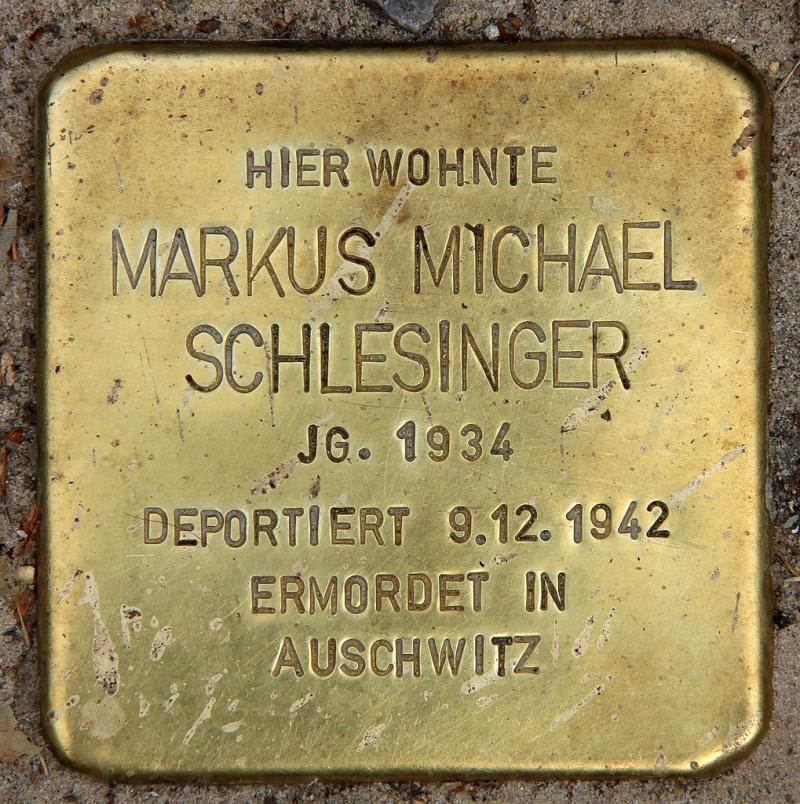 HIER WOHNTE
MARKUS MICHAEL
SCHLESINGER
JG. 1934
DEPORTIERT 9.12.1942
ERMORDET IN
AUSCHWITZ